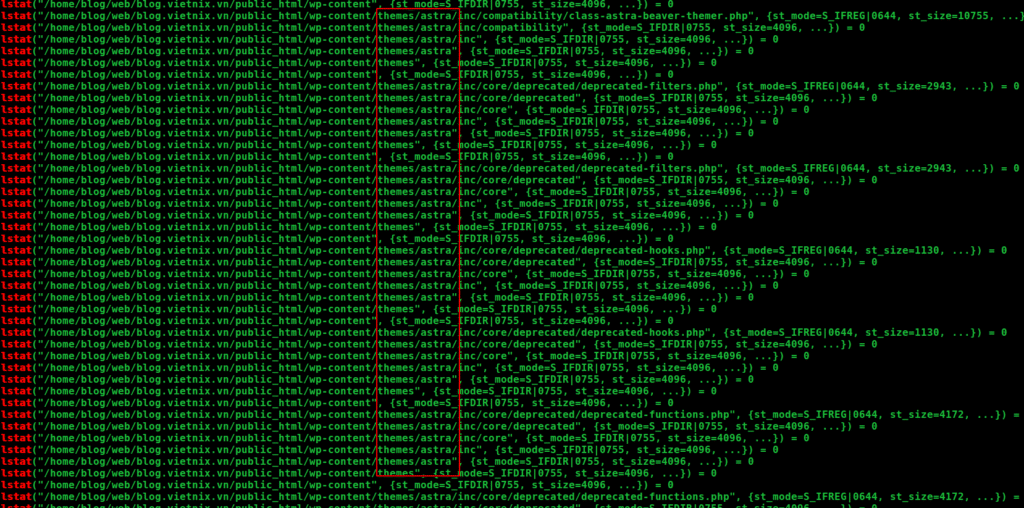 lstat("/home/blog/web/blog.vietnix.vn/public_html/wp-content", {st_mode=S_IFDIR|0755, st_size=4096, ...}) = 0
lstat("/home/blog/web/blog.vietnix.vn/public_html/wp-content/themes/astra/inc/compatibility/class-astra-beaver-themer.php", {st_mode=S_IFREG|0644, st_size=10755, ...}
lstat("/home/blog/web/blog.vietnix.vn/public_html/wp-content/themes/astra/inc/compatibility", {st_mode=S_IFDIR|0755, st_size=4096, ...}) = 0
lstat("/home/blog/web/blog.vietnix.vn/public_html/wp-content/themes/astra/inc", {st_mode=S_IFDIR|0755, st_size=4096, ...}) = 0
lstat("/home/blog/web/blog.vietnix.vn/public_html/wp-content/themes/astra", {st_mode=S_IFDIR|0755, st_size=4096, ...}) = 0
lstat("/home/blog/web/blog.vietnix.vn/public_html/wp-content/themes", {st_mode=S_IFDIR|0755, st_size=4096, ...}) = 0
lstat("/home/blog/web/blog.vietnix.vn/public_html/wp-content", {st_mode=S_IFDIR|0755, st_size=4096, ...}) = 0
lstat("/home/blog/web/blog.vietnix.vn/public_html/wp-content/themes/astra/inc/core/deprecated/deprecated-filters.php", {st_mode=S_IFREG|0644, st_size=2943, ...}) = 0
lstat("/home/blog/web/blog.vietnix.vn/public_html/wp-content/themes/astra/inc/core/deprecated", {st_mode=S_IFDIR|0755, st_size=4096, ...}) = 0
lstat("/home/blog/web/blog.vietnix.vn/public_html/wp-content/themes/astra/inc/core", {st_mode=S_IFDIR|0755, st_size=4096, ...}) = 0
lstat("/home/blog/web/blog.vietnix.vn/public_html/wp-content/themes/astra/inc", {st_mode=S_IFDIR|0755, st_size=4096, ...}) = 0
lstat("/home/blog/web/blog.vietnix.vn/public_html/wp-content/themes/astra", {st_mode=S_IFDIR|0755, st_size=4096, ...}) = 0
lstat("/home/blog/web/blog.vietnix.vn/public_html/wp-content/themes", {st_mode=S_IFDIR|0755, st_size=4096, ...}) = 0
lstat("/home/blog/web/blog.vietnix.vn/public_html/wp-content", {st_mode=S_IFDIR|0755, st_size=4096, ...}) = 0
lstat("/home/blog/web/blog.vietnix.vn/public_html/wp-content/themes/astra/inc/core/deprecated/deprecated-filters.php", {st_mode=S_IFREG|0644, st_size=2943, ...}) = 0
lstat("/home/blog/web/blog.vietnix.vn/public_html/wp-content/themes/astra/inc/core/deprecated", {st_mode=S_IFDIR|0755, st_size=4096, ...}) = 0
lstat("/home/blog/web/blog.vietnix.vn/public_html/wp-content/themes/astra/inc/core", {st_mode=S_IFDIR|0755, st_size=4096, ...}) = 0
lstat("/home/blog/web/blog.vietnix.vn/public_html/wp-content/themes/astra/inc", {st_mode=S_IFDIR|0755, st_size=4096, ...}) = 0
lstat("/home/blog/web/blog.vietnix.vn/public_html/wp-content/themes/astra", {st_mode=S_IFDIR|0755, st_size=4096, ...}) = 0
lstat("/home/blog/web/blog.vietnix.vn/public_html/wp-content/themes", {st_mode=S_IFDIR|0755, st_size=4096, ...}) = 0
lstat("/home/blog/web/blog.vietnix.vn/public_html/wp-content", {st_mode=S_IFDIR|0755, st_size=4096, ...}) = 0
lstat("/home/blog/web/blog.vietnix.vn/public_html/wp-content/themes/astra/inc/core/deprecated/deprecated-hooks.php", {st_mode=S_IFREG|0644, st_size=1130, ...}) = 0
lstat("/home/blog/web/blog.vietnix.vn/public_html/wp-content/themes/astra/inc/core/deprecated", {st_mode=S_IFDIR|0755, st_size=4096, ...}) = 0
lstat("/home/blog/web/blog.vietnix.vn/public_html/wp-content/themes/astra/inc/core", {st_mode=S_IFDIR|0755, st_size=4096, ...}) = 0
lstat("/home/blog/web/blog.vietnix.vn/public_html/wp-content/themes/astra/inc", {st_mode=S_IFDIR|0755, st_size=4096, ...}) = 0
lstat("/home/blog/web/blog.vietnix.vn/public_html/wp-content/themes/astra", {st_mode=S_IFDIR|0755, st_size=4096, ...}) = 0
lstat("/home/blog/web/blog.vietnix.vn/public_html/wp-content/themes", {st_mode=S_IFDIR|0755, st_size=4096, ...}) = 0
lstat("/home/blog/web/blog.vietnix.vn/public_html/wp-content", {st_mode=S_IFDIR|0755, st_size=4096, ...}) = 0
lstat("/home/blog/web/blog.vietnix.vn/public_html/wp-content/themes/astra/inc/core/deprecated/deprecated-hooks.php", {st_mode=S_IFREG|0644, st_size=1130, ...}) = 0
lstat("/home/blog/web/blog.vietnix.vn/public_html/wp-content/themes/astra/inc/core/deprecated", {st_mode=S_IFDIR|0755, st_size=4096, ...}) = 0
lstat("/home/blog/web/blog.vietnix.vn/public_html/wp-content/themes/astra/inc/core", {st_mode=S_IFDIR|0755, st_size=4096, ...}) = 0
lstat("/home/blog/web/blog.vietnix.vn/public_html/wp-content/themes/astra/inc", {st_mode=S_IFDIR|0755, st_size=4096, ...}) = 0
lstat("/home/blog/web/blog.vietnix.vn/public_html/wp-content/themes/astra", {st_mode=S_IFDIR|0755, st_size=4096, ...}) = 0
lstat("/home/blog/web/blog.vietnix.vn/public_html/wp-content/themes", {st_mode=S_IFDIR|0755, st_size=4096, ...}) = 0
lstat("/home/blog/web/blog.vietnix.vn/public_html/wp-content", {st_mode=S_IFDIR|0755, st_size=4096, ...}) = 0
lstat("/home/blog/web/blog.vietnix.vn/public_html/wp-content/themes/astra/inc/core/deprecated/deprecated-functions.php", {st_mode=S_IFREG|0644, st_size=4172, ...}) =
lstat("/home/blog/web/blog.vietnix.vn/public_html/wp-content/themes/astra/inc/core/deprecated", {st_mode=S_IFDIR|0755, st_size=4096, ...}) = 0
lstat("/home/blog/web/blog.vietnix.vn/public_html/wp-content/themes/astra/inc/core", {st_mode=S_IFDIR|0755, st_size=4096, ...}) = 0
lstat("/home/blog/web/blog.vietnix.vn/public_html/wp-content/themes/astra/inc", {st_mode=S_IFDIR|0755, st_size=4096, ...}) = 0
lstat("/home/blog/web/blog.vietnix.vn/public_html/wp-content/themes/astra", {st_mode=S_IFDIR|0755, st_size=4096, ...}) = 0
lstat("/home/blog/web/blog.vietnix.vn/public_html/wp-content/themes", {st_mode=S_IFDIR|0755, st_size=4096, ...}) = 0
lstat("/home/blog/web/blog.vietnix.vn/public_html/wp-content", {st_mode=S_IFDIR|0755, st_size=4096, ...}) = 0
lstat("/home/blog/web/blog.vietnix.vn/public_html/wp-content/themes/astra/inc/core/deprecated/deprecated-functions.php", {st_mode=S_IFREG|0644, st_size=4172, ...}) =
lstat("/home/blog/web/blog.vietnix.vn/public_html/wp-content/themes/astra/inc/core/deprecated", {st_mode=S_IFDIR|0755, st_size=4096, ...}) = 0